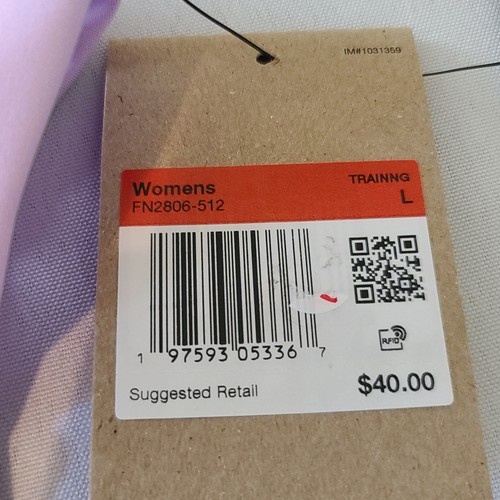 IM#1031359
Womens
TRAINNG
FN2806-512
L
1 97593 05336 7
RFID
Suggested Retail
$40.00